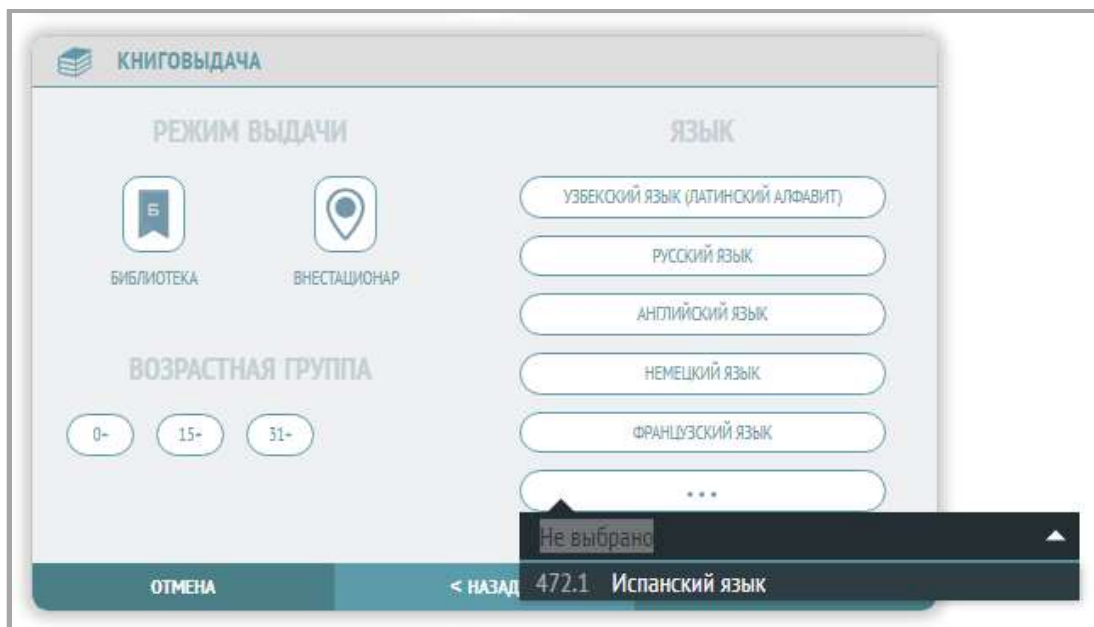 КНИГОВЫДАЧА
РЕЖИМ ВЫДАЧИ
Б
БИБЛИОТЕКА
ВНЕСТАЦИОНАР
ВОЗРАСТНАЯ ГРУППА
0- 15- 31-
ЯЗЫК
УЗБЕКСКИЙ ЯЗЫК (ЛАТИНСКИЙ АЛФАВИТ)
РУССКИЙ ЯЗЫК
АНГЛИЙСКИЙ ЯЗЫК
НЕМЕЦКИЙ ЯЗЫК
ФРАНЦУЗСКИЙ ЯЗЫК
...
Не выбрано
472.1 Испанский язык
ОТМЕНА
< НАЗАД